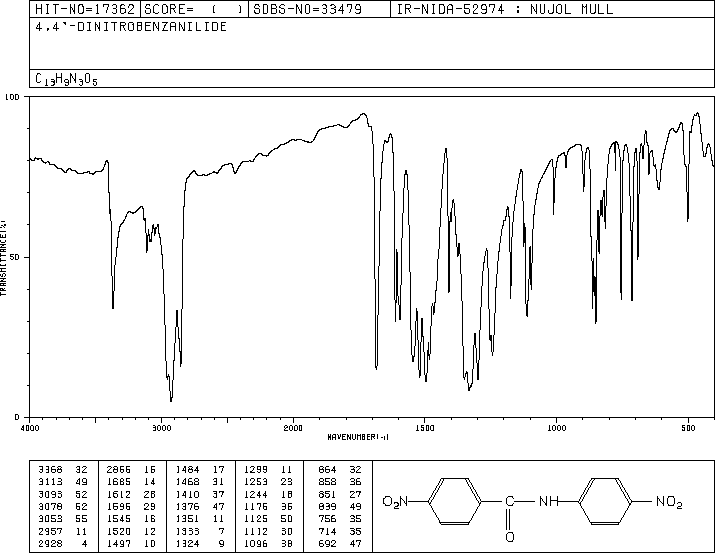 HIT-NO=17362 SCORE= ( ) SDBS-NO=33479 IR-NIDA-52974 : NUJOL MULL
4,4'-DINITROBENZANILIDE
C13H9N3O5
100
50
0
TRANSMITTANCE(%)
4000 3000 2000 1500 1000 500
WAVENUMBER(-1)
3368 32 2866 16 1484 17 1299 11 864 32
3113 49 1685 14 1468 31 1253 23 858 36
3093 52 1612 28 1410 37 1244 18 851 27
3078 52 1596 29 1376 47 1176 36 839 49
3053 55 1545 16 1351 11 1125 50 756 35
2957 11 1520 12 1333 7 1112 30 714 35
2928 4 1497 10 1324 9 1096 38 692 47
O2N C NH NO2
O